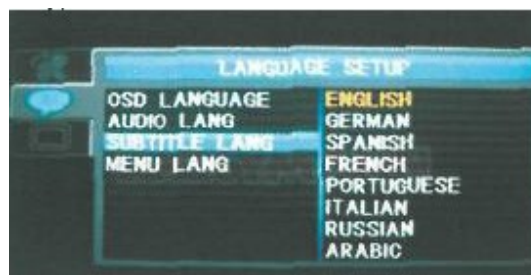 LANGUAGE SETUP
OSD LANGUAGE ENGLISH
AUDIO LANG GERMAN
SUBTITLE LANG SPANISH
MENU LANG FRENCH
PORTUGUESE
ITALIAN
RUSSIAN
ARABIC